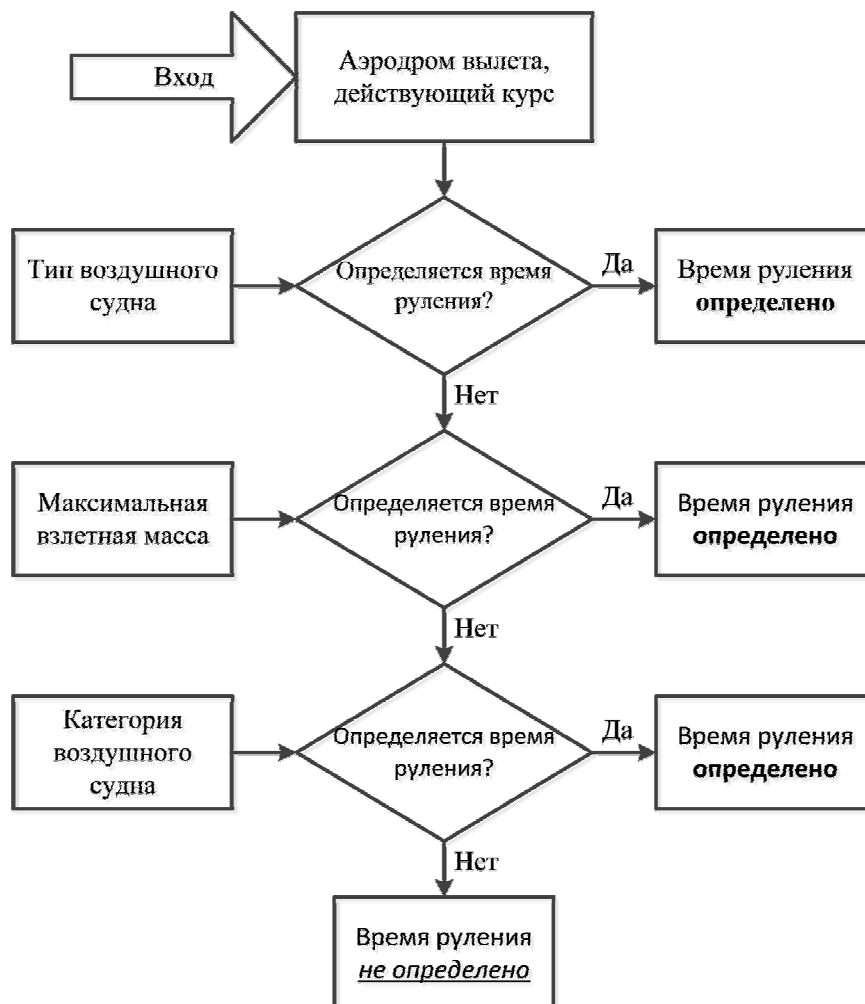 Вход
Аэродром вылета,
действующий курс
Тип воздушного
судна
Определяется время
руления?
Да
Время руления
определено
Нет
Максимальная
взлетная масса
Определяется время
руления?
Да
Время руления
определено
Нет
Категория
воздушного
судна
Определяется время
руления?
Да
Время руления
определено
Нет
Время руления
не определено